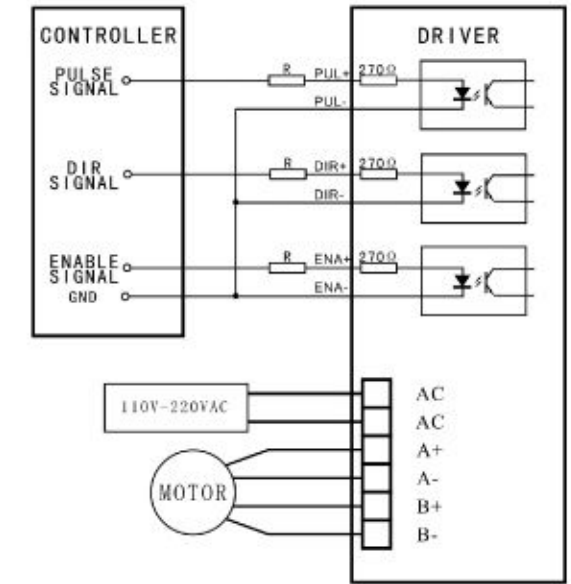 CONTROLLER
DRIVER
PULSE
SIGNAL
R
PUL+
270Ω
PUL-
DIR
SIGNAL
R
DIR+
270Ω
DIR-
ENABLE
SIGNAL
GND
R
ENA+
270Ω
ENA-
110V-220VAC
AC
AC
A+
A-
B+
B-
MOTOR